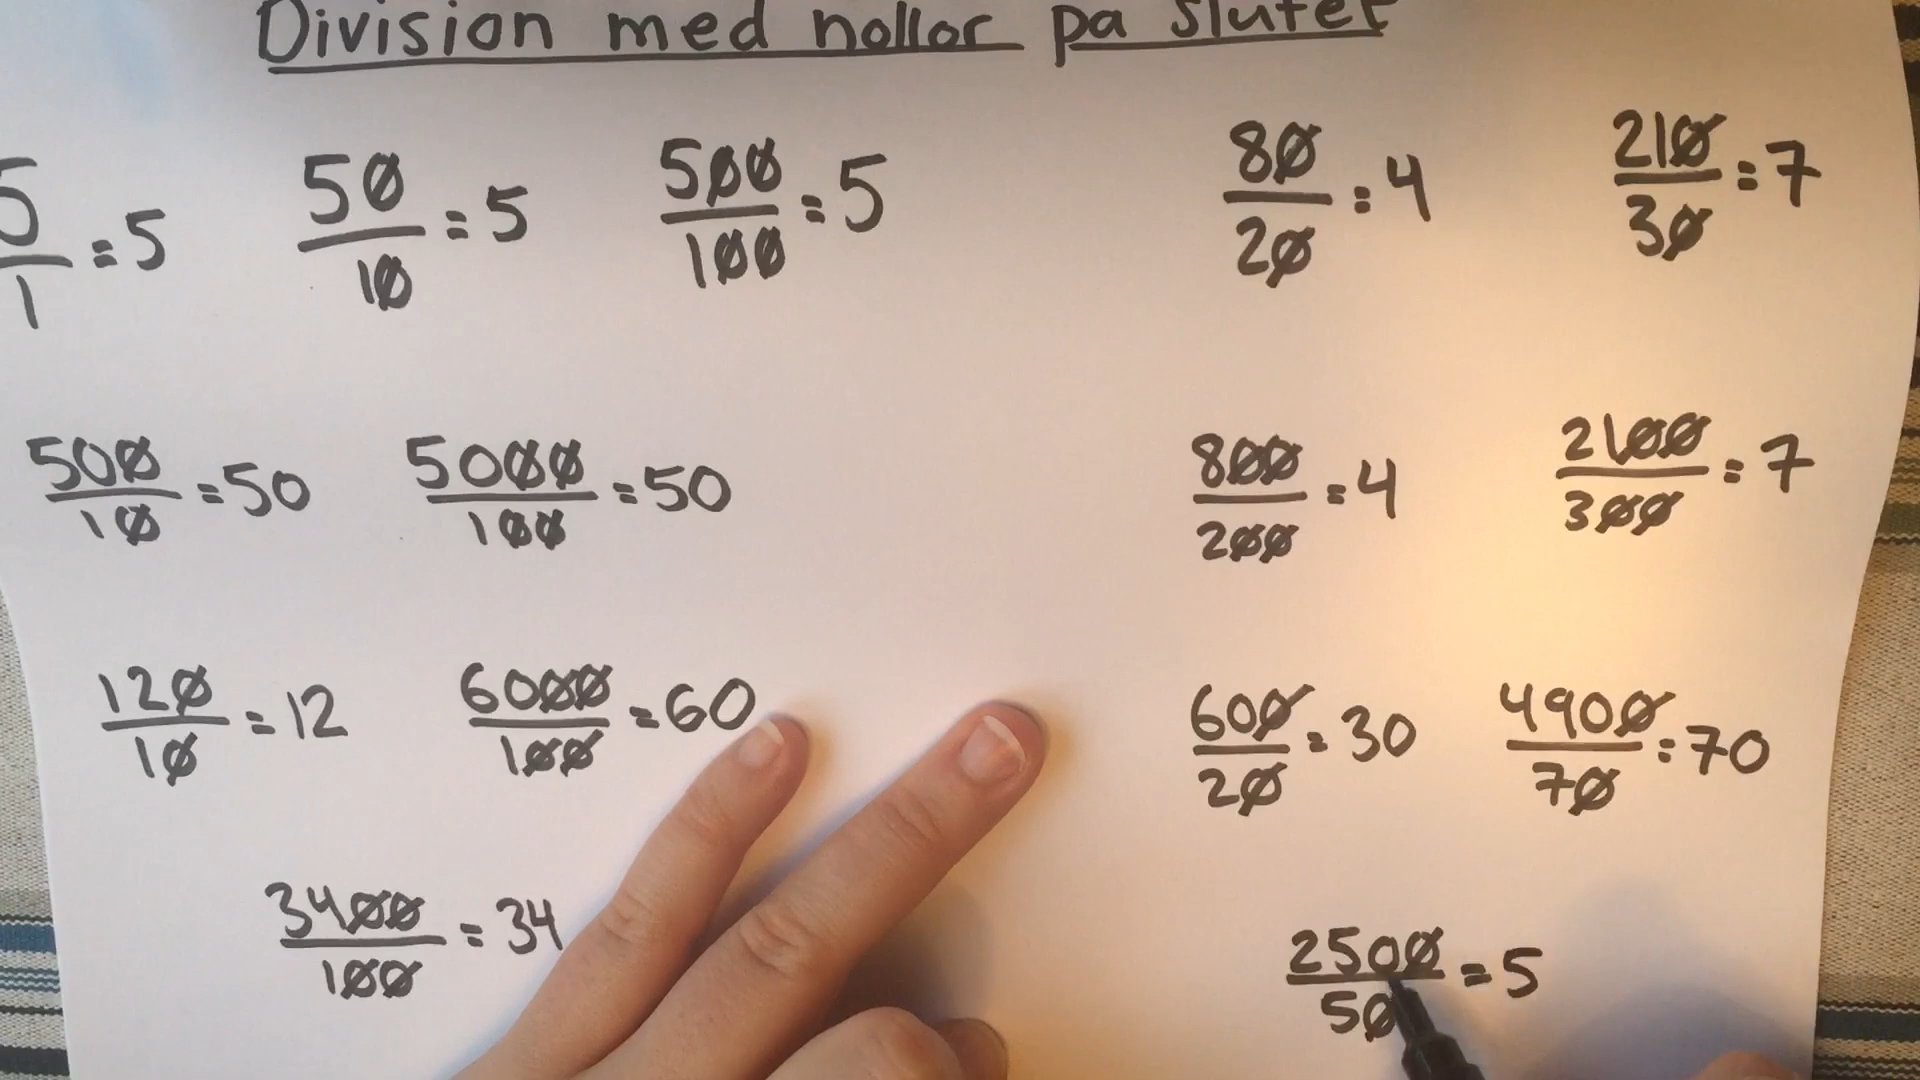 Division med nollor på slutet
5/1 = 5 50/10 = 5 500/100 = 5 80/20 = 4 210/30 = 7
500/10 = 50 5000/100 = 50 800/200 = 4 2100/300 = 7
120/10 = 12 6000/100 = 60 600/20 = 30 4900/70 = 70
3400/100 = 34 2500/50 = 5